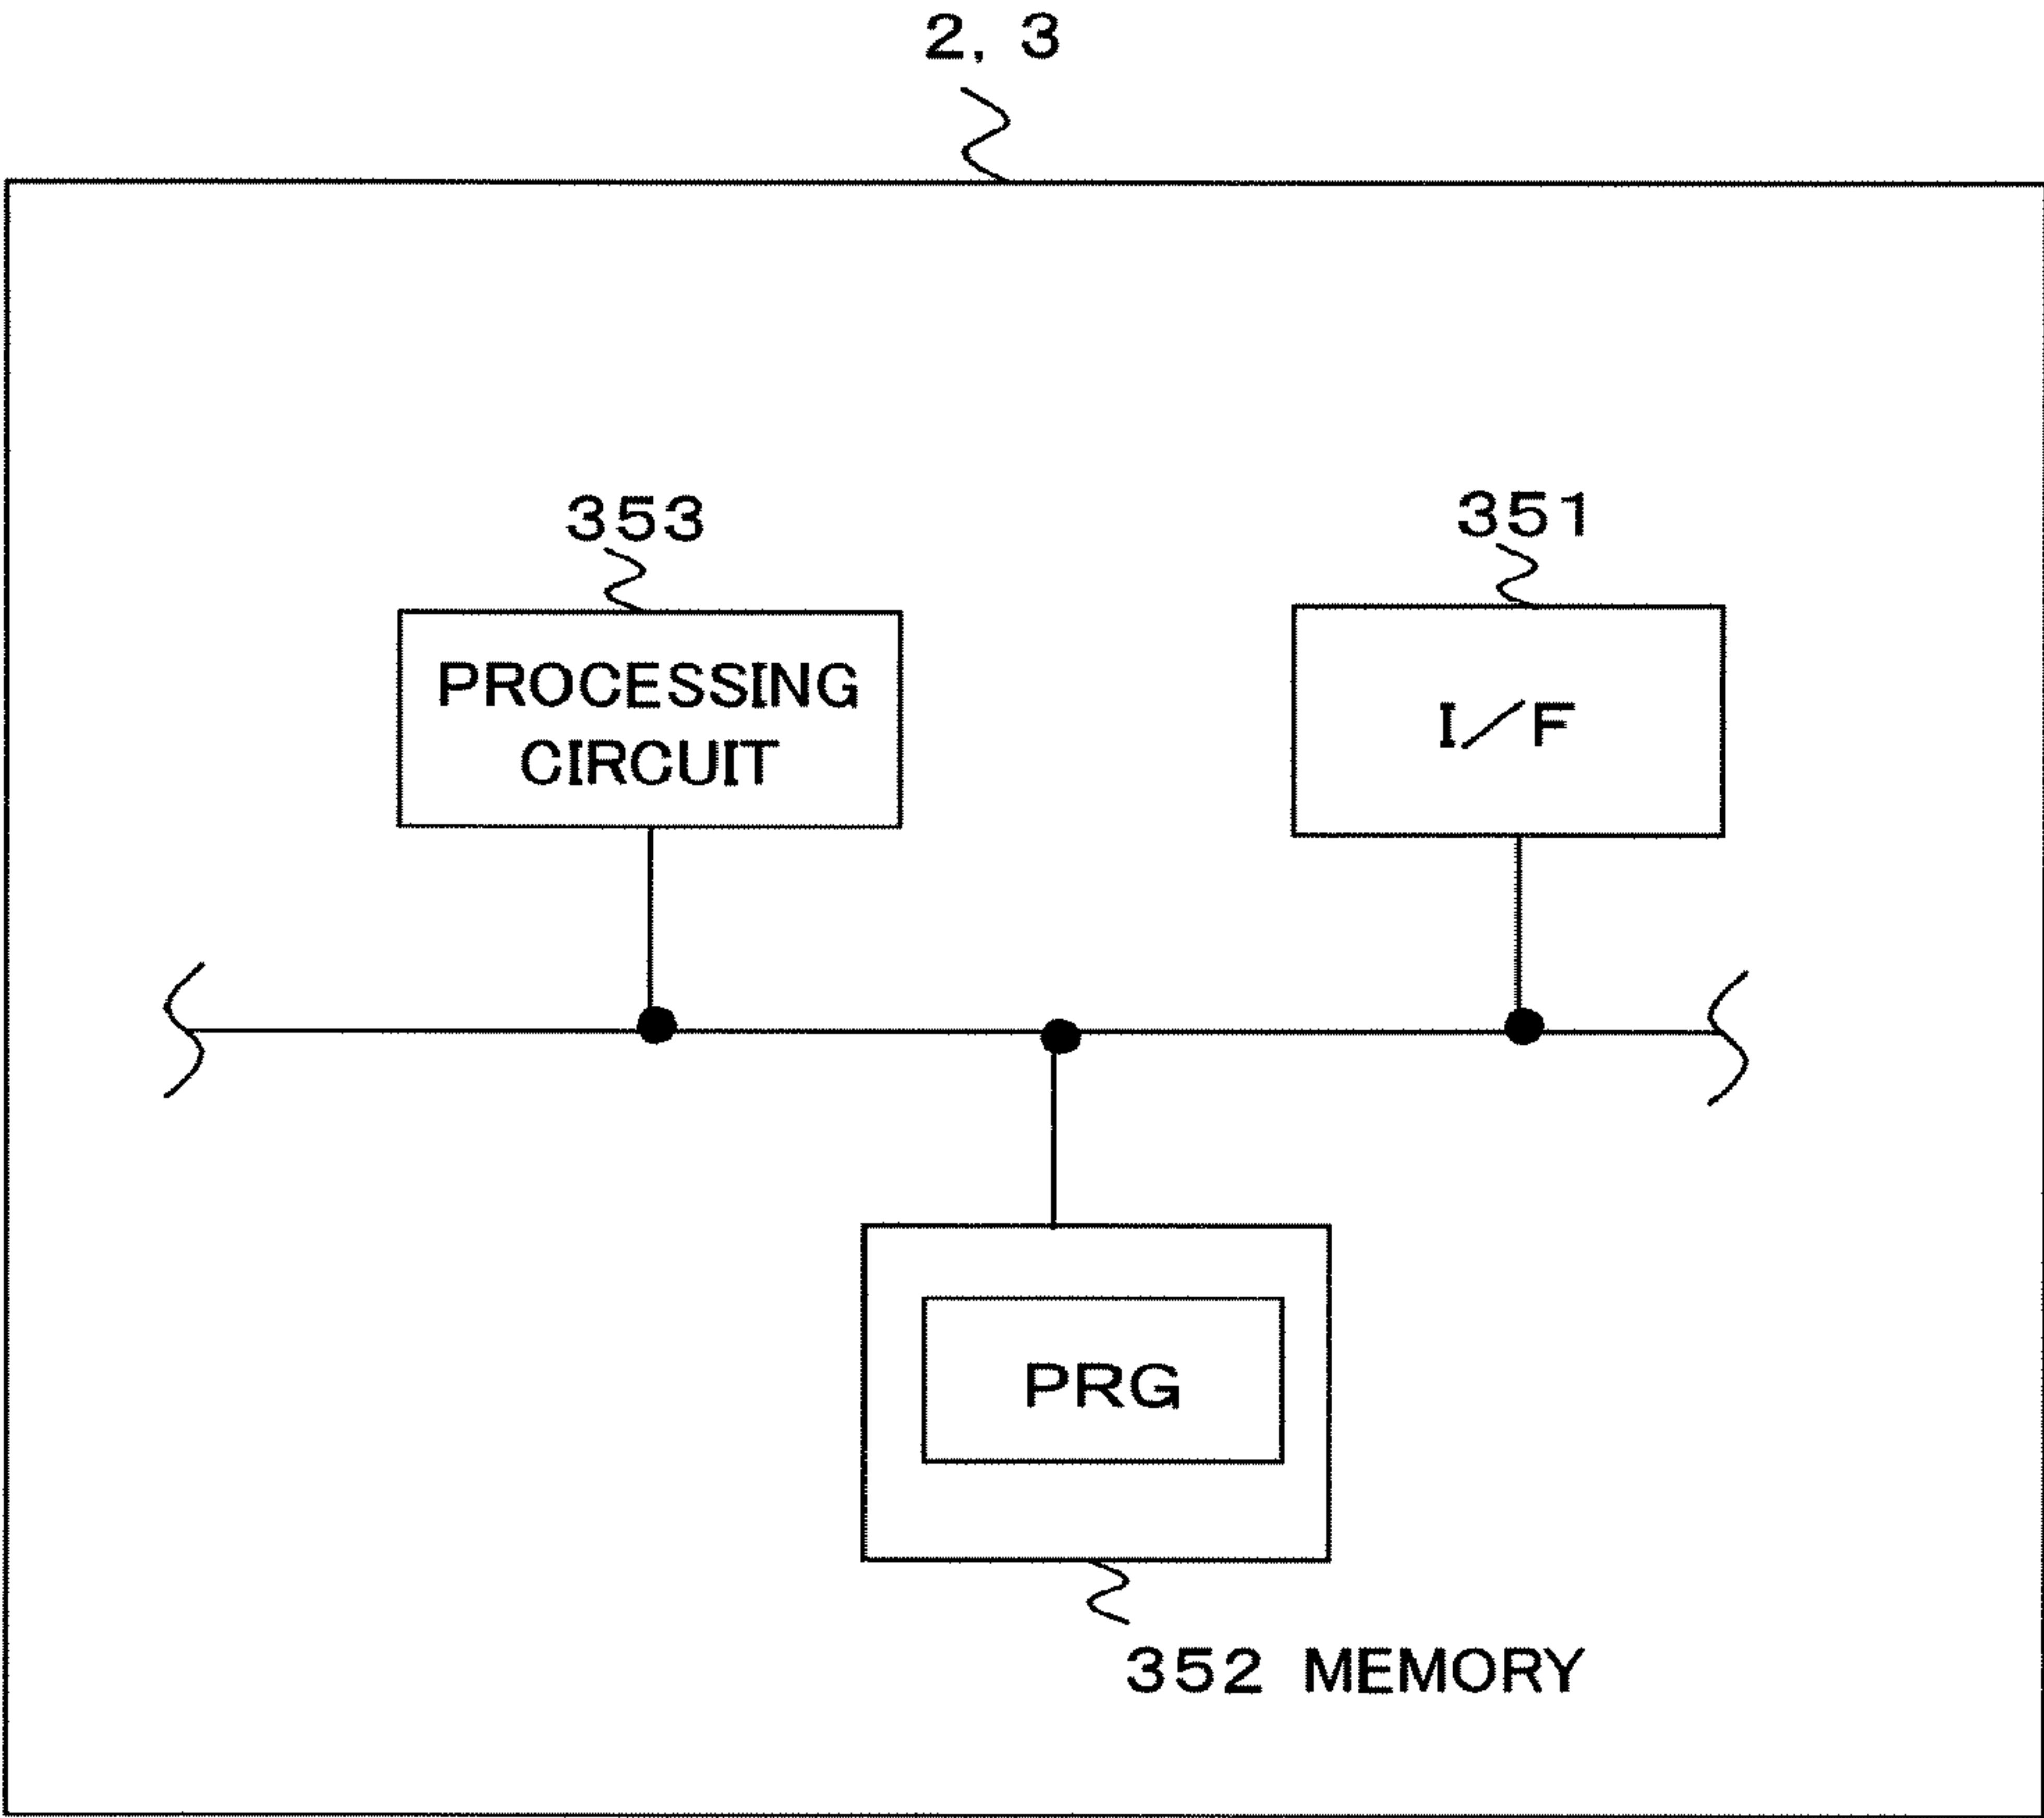 2, 3
353
351
PROCESSING
CIRCUIT
I/F
PRG
352 MEMORY